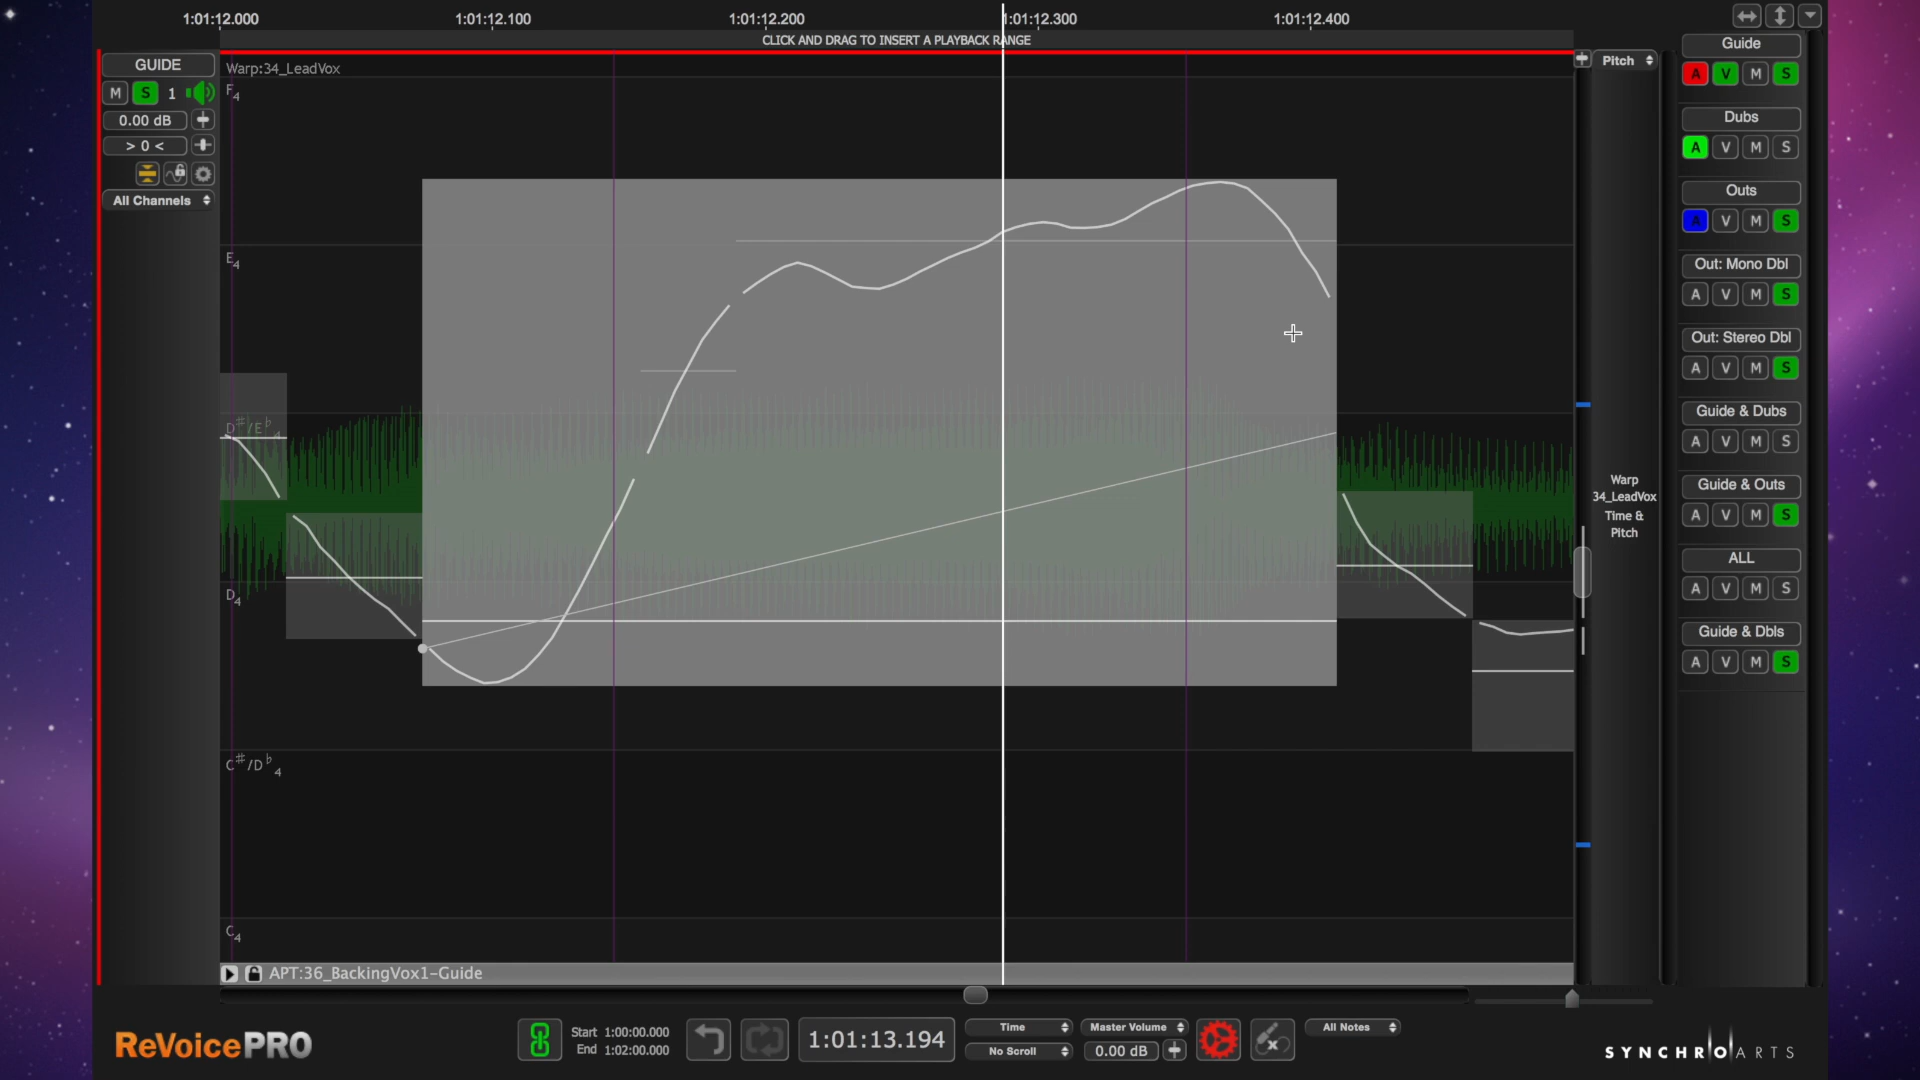 1:01:12.000 1:01:12.100 1:01:12.200 1:01:12.300 1:01:12.400
CLICK AND DRAG TO INSERT A PLAYBACK RANGE
GUIDE
M S 1
0.00 dB
> 0 <
All Channels
Warp:34_LeadVox
F4
E4
D#/E♭4
D4
C#/D♭4
C4
APT:36_BackingVox1-Guide
Pitch
Warp
34_LeadVox
Time &
Pitch
Guide
A V M S
Dubs
A V M S
Outs
A V M S
Out: Mono Dbl
A V M S
Out: Stereo Dbl
A V M S
Guide & Dubs
A V M S
Guide & Outs
A V M S
ALL
A V M S
Guide & Dbls
A V M S
ReVoicePRO
Start 1:00:00.000
End 1:02:00.000
1:01:13.194
Time
No Scroll
Master Volume
0.00 dB
All Notes
SYNCHROARTS